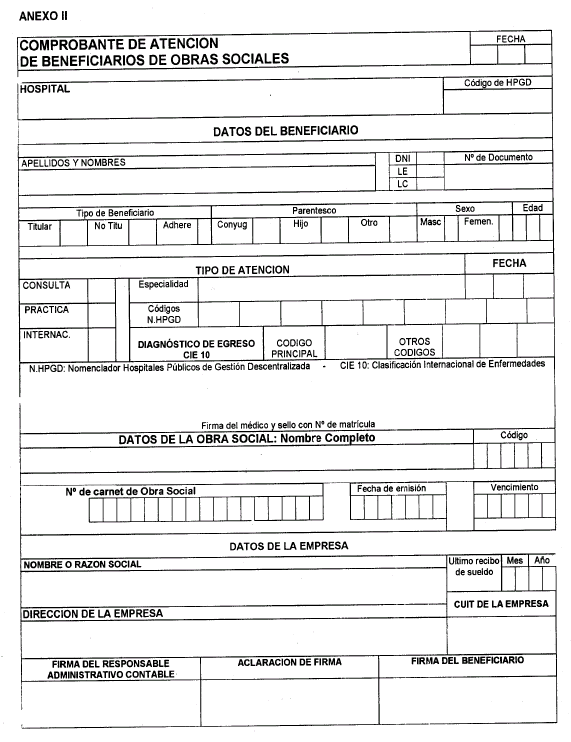 ANEXO II
COMPROBANTE DE ATENCION FECHA
DE BENEFICIARIOS DE OBRAS SOCIALES
HOSPITAL Código de HPGD
DATOS DEL BENEFICIARIO
APELLIDOS Y NOMBRES DNI Nº de Documento
LE
LC
Tipo de Beneficiario Parentesco Sexo Edad
Titular No Titu Adhere Conyug Hijo Otro Masc Femen.
TIPO DE ATENCION FECHA
CONSULTA Especialidad
PRACTICA Códigos
N.HPGD
INTERNAC. DIAGNÓSTICO DE EGRESO CODIGO OTROS
CIE 10 PRINCIPAL CODIGOS
N.HPGD: Nomenclador Hospitales Públicos de Gestión Descentralizada - CIE 10: Clasificación Internacional de Enfermedades
Firma del médico y sello con Nº de matrícula
DATOS DE LA OBRA SOCIAL: Nombre Completo Código
Nº de carnet de Obra Social Fecha de emisión Vencimiento
DATOS DE LA EMPRESA
NOMBRE O RAZON SOCIAL Ultimo recibo Mes Año
de sueldo
CUIT DE LA EMPRESA
DIRECCION DE LA EMPRESA
FIRMA DEL RESPONSABLE ACLARACION DE FIRMA FIRMA DEL BENEFICIARIO
ADMINISTRATIVO CONTABLE